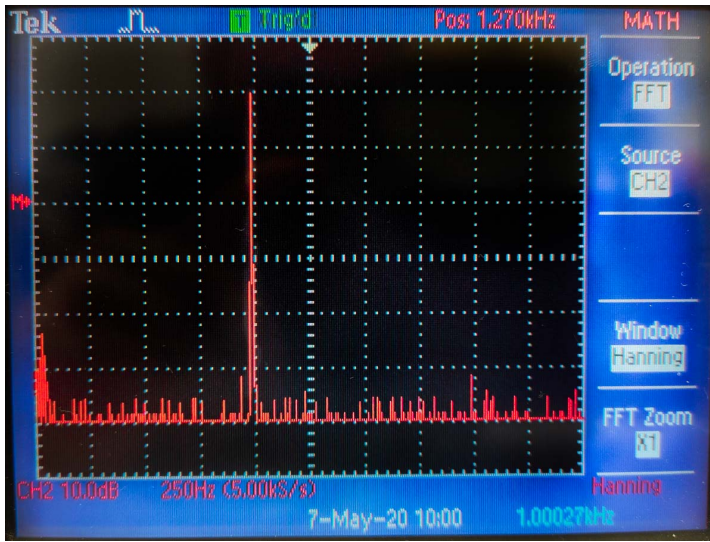 Tek T Trig'd Pos: 1.270kHz MATH
Operation
FFT
Source
CH2
M
Window
Hanning
FFT Zoom
X1
CH2 10.0dB 250Hz (5.00kS/s) Hanning
7-May-20 10:00 1.00027kHz